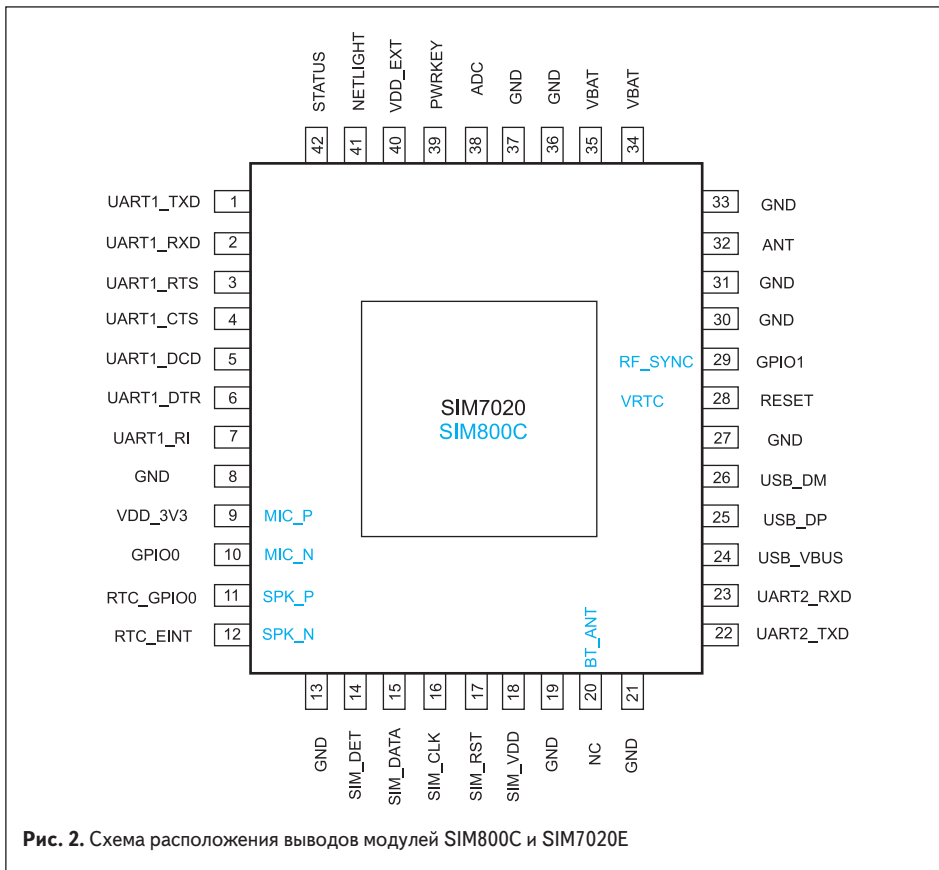 STATUS
NETLIGHT
VDD_EXT
PWRKEY
ADC
GND
GND
VBAT
VBAT
42
41
40
39
38
37
36
35
34
UART1_TXD 1
UART1_RXD 2
UART1_RTS 3
UART1_CTS 4
UART1_DCD 5
UART1_DTR 6
UART1_RI 7
GND 8
VDD_3V3 9 MIC_P
GPIO0 10 MIC_N
RTC_GPIO0 11 SPK_P
RTC_EINT 12 SPK_N
SIM7020
SIM800C
33 GND
32 ANT
31 GND
30 GND
RF_SYNC 29 GPIO1
VRTC 28 RESET
27 GND
26 USB_DM
25 USB_DP
24 USB_VBUS
23 UART2_RXD
22 UART2_TXD
BT_ANT
13
14
15
16
17
18
19
20
21
GND
SIM_DET
SIM_DATA
SIM_CLK
SIM_RST
SIM_VDD
GND
NC
GND
Рис. 2. Схема расположения выводов модулей SIM800C и SIM7020E